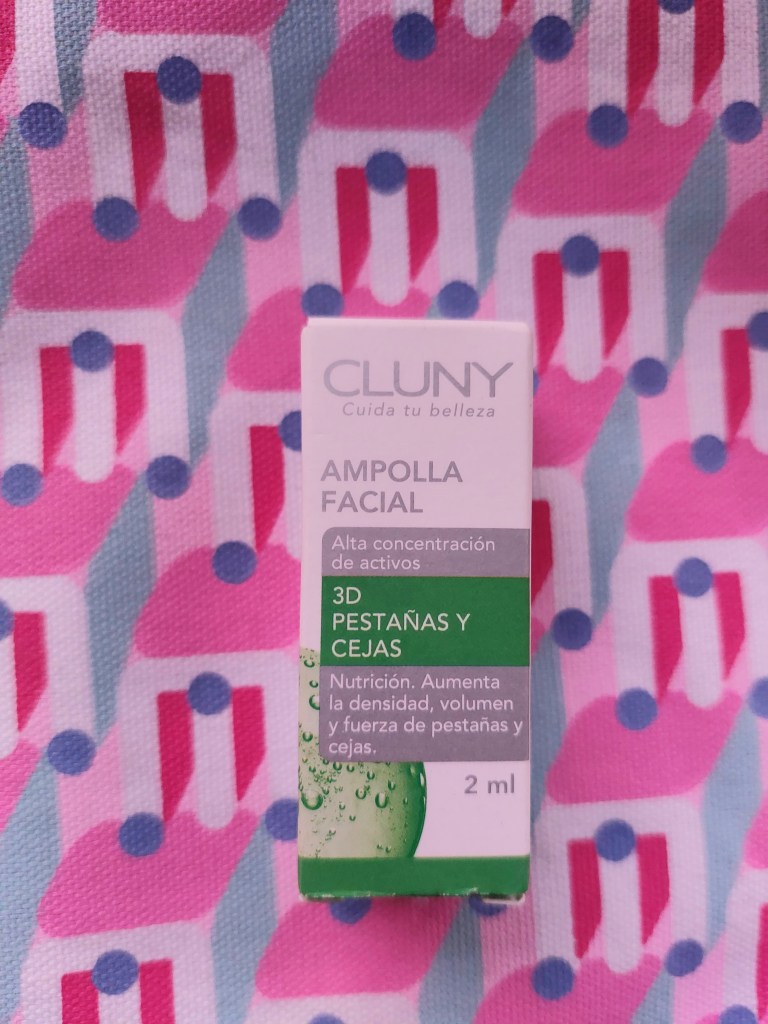 CLUNY
Cuida tu belleza
AMPOLLA
FACIAL
Alta concentración
de activos
3D
PESTAÑAS Y
CEJAS
Nutrición. Aumenta
la densidad, volumen
y fuerza de pestañas y
cejas.
2 ml